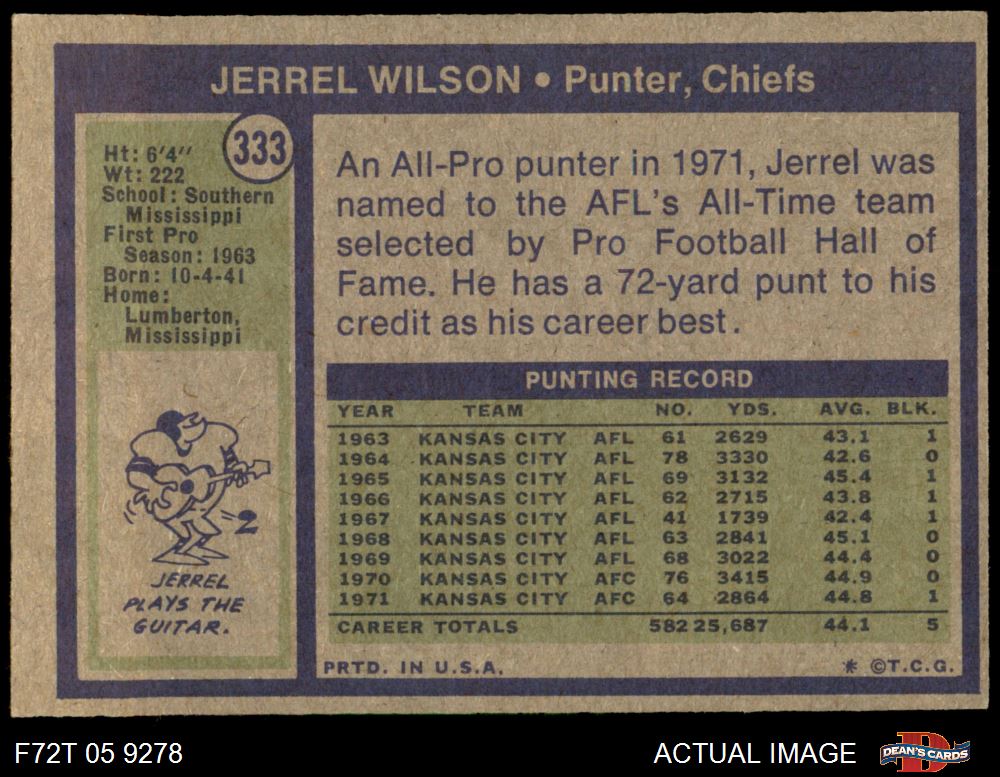 JERREL WILSON • Punter, Chiefs
333
Ht: 6'4''
Wt: 222
School: Southern
Mississippi
First Pro
Season: 1963
Born: 10-4-41
Home:
Lumberton,
Mississippi
JERREL
PLAYS THE
GUITAR.
An All-Pro punter in 1971, Jerrel was
named to the AFL's All-Time team
selected by Pro Football Hall of
Fame. He has a 72-yard punt to his
credit as his career best.
PUNTING RECORD
YEAR TEAM NO. YDS. AVG. BLK.
1963 KANSAS CITY AFL 61 2629 43.1 1
1964 KANSAS CITY AFL 78 3330 42.6 0
1965 KANSAS CITY AFL 69 3132 45.4 1
1966 KANSAS CITY AFL 62 2715 43.8 1
1967 KANSAS CITY AFL 41 1739 42.4 1
1968 KANSAS CITY AFL 63 2841 45.1 0
1969 KANSAS CITY AFL 68 3022 44.4 0
1970 KANSAS CITY AFC 76 3415 44.9 0
1971 KANSAS CITY AFC 64 2864 44.8 1
CAREER TOTALS 582 25,687 44.1 5
PRTD. IN U.S.A. * ©T.C.G.
F72T 05 9278 ACTUAL IMAGE DEAN'S CARDS